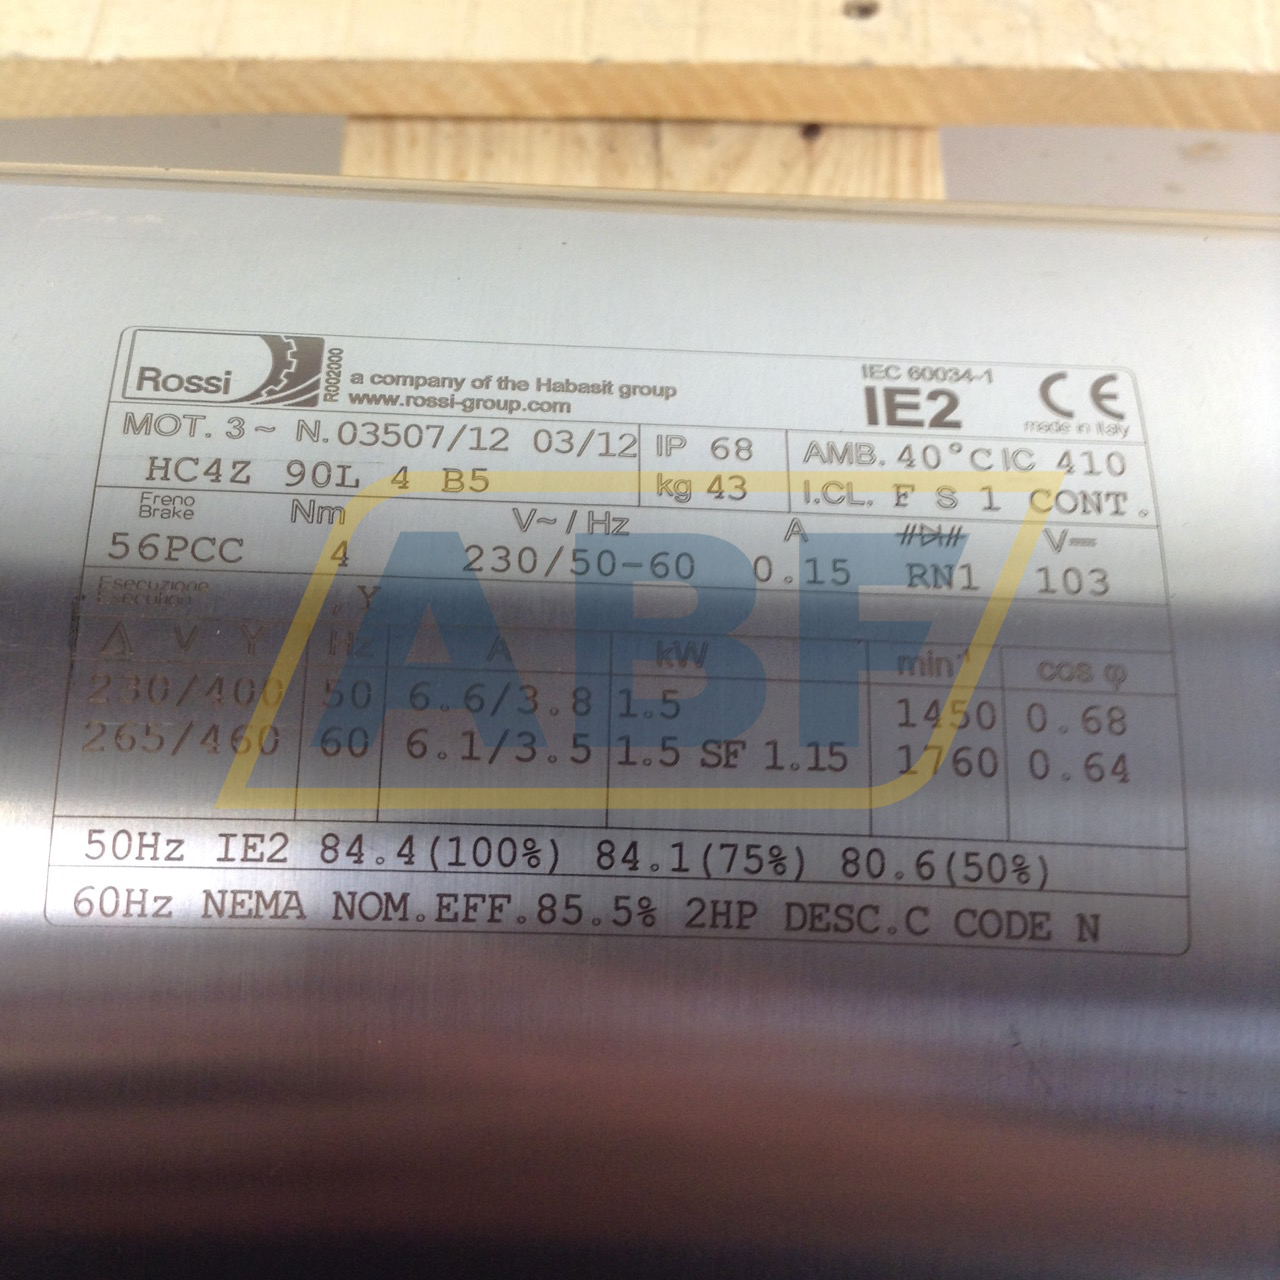 Rossi
R002000
a company of the Habasit group
www.rossi-group.com
IEC 60034-1
IE2
CE
made in Italy
MOT. 3~ N. 03507/12 03/12
HC4Z 90L 4 B5
IP 68
kg 43
AMB. 40°C IC 410
I.CL. F S 1 CONT.
Freno
Brake Nm V~/Hz A V⎓
56PCC 4 230/50-60 0.15 RN1 103
Esecuzione
Execution , Y
Δ V Y Hz A kW min-1 cos φ
230/400 50 6.6/3.8 1.5 1450 0.68
265/460 60 6.1/3.5 1.5 SF 1.15 1760 0.64
50Hz IE2 84.4(100%) 84.1(75%) 80.6(50%)
60Hz NEMA NOM.EFF.85.5% 2HP DESC.C CODE N
ABF